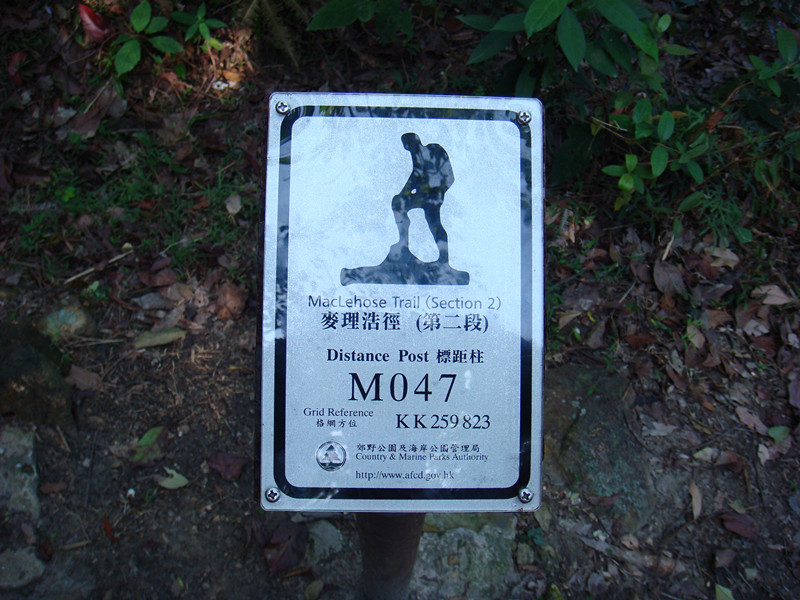 MacLehose Trail (Section 2)
麥理浩徑 (第二段)
Distance Post 標距柱
M047
Grid Reference
格網方位
KK 259 823
郊野公園及海岸公園管理局
Country & Marine Parks Authority
http://www.afcd.gov.hk